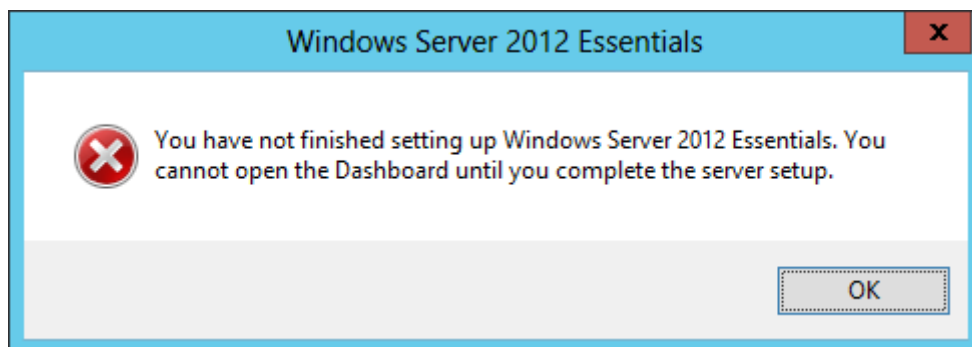 Windows Server 2012 Essentials
x
You have not finished setting up Windows Server 2012 Essentials. You
cannot open the Dashboard until you complete the server setup.
OK